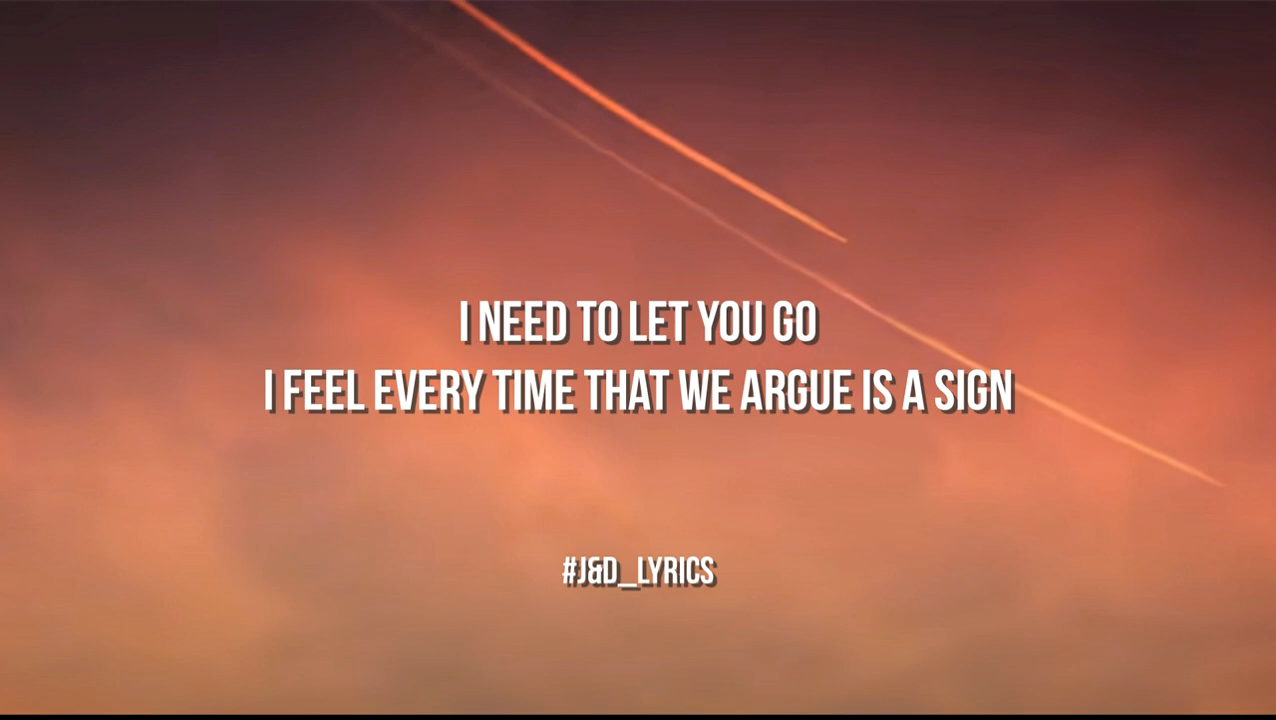 I NEED TO LET YOU GO
I FEEL EVERY TIME THAT WE ARGUE IS A SIGN
#J&D_LYRICS